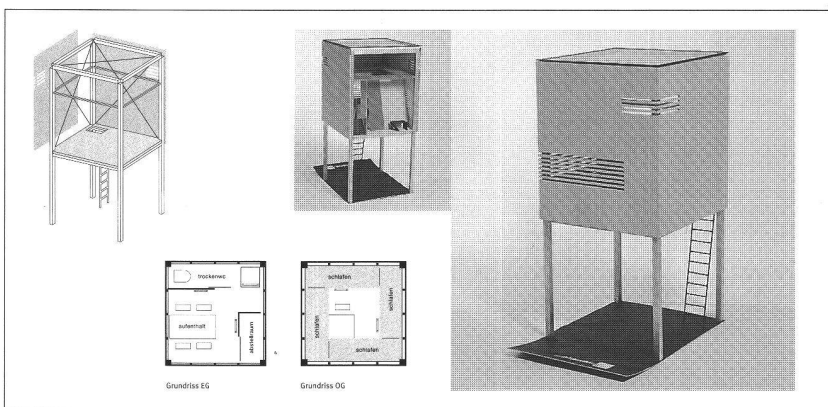 trockenwc
aufenthalt
abstellraum
schlafen
schlafen
schlafen
schlafen
Grundriss EG
Grundriss OG